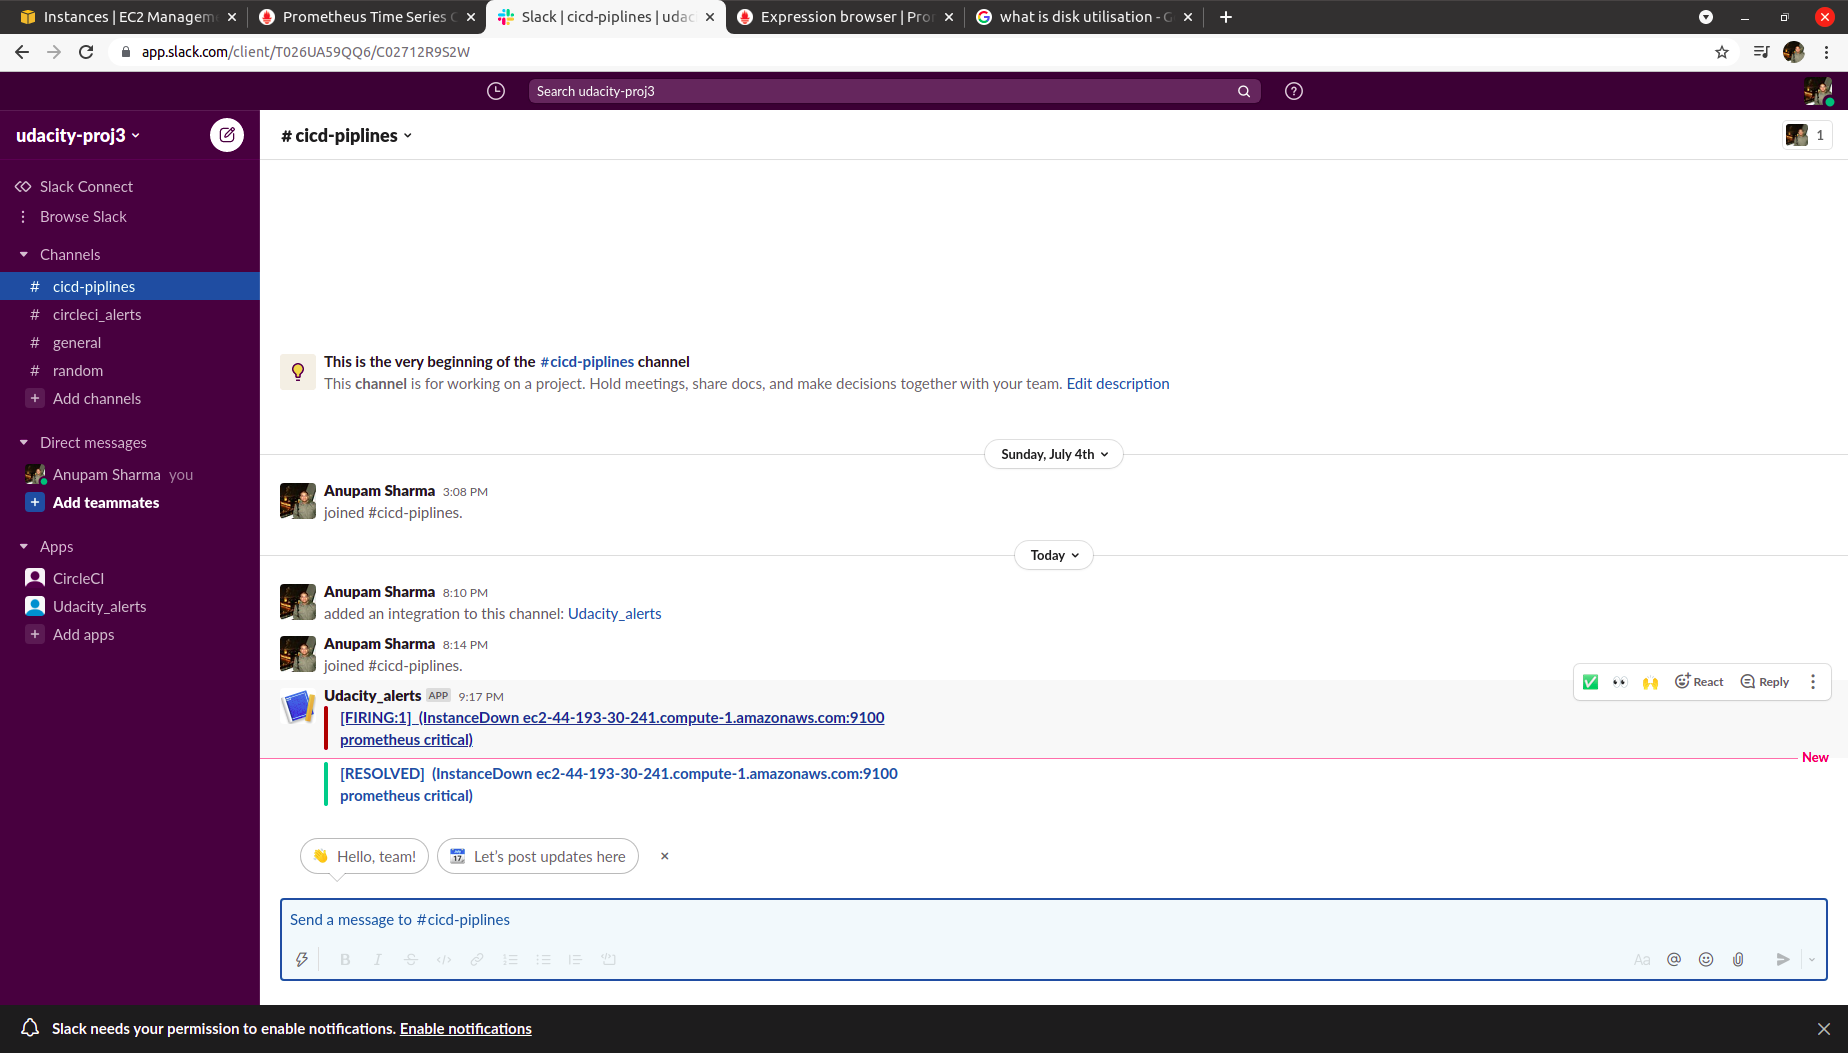 Instances | EC2 Managem
Prometheus Time Series C
Slack | cicd-piplines | udac
Expression browser | Pro
what is disk utilisation - G
app.slack.com/client/T026UA59QQ6/C02712R9S2W
Search udacity-proj3
udacity-proj3
# cicd-piplines
1
Slack Connect
Browse Slack
Channels
# cicd-piplines
# circleci_alerts
# general
# random
+ Add channels
Direct messages
Anupam Sharma you
+ Add teammates
Apps
CircleCI
Udacity_alerts
+ Add apps
This is the very beginning of the #cicd-piplines channel
This channel is for working on a project. Hold meetings, share docs, and make decisions together with your team. Edit description
Sunday, July 4th
Anupam Sharma 3:08 PM
joined #cicd-piplines.
Today
Anupam Sharma 8:10 PM
added an integration to this channel: Udacity_alerts
Anupam Sharma 8:14 PM
joined #cicd-piplines.
React Reply
Udacity_alerts APP 9:17 PM
[FIRING:1] (InstanceDown ec2-44-193-30-241.compute-1.amazonaws.com:9100
prometheus critical)
New
[RESOLVED] (InstanceDown ec2-44-193-30-241.compute-1.amazonaws.com:9100
prometheus critical)
Hello, team!
17 Let's post updates here
Send a message to #cicd-piplines
B I S </> Aa @
Slack needs your permission to enable notifications. Enable notifications